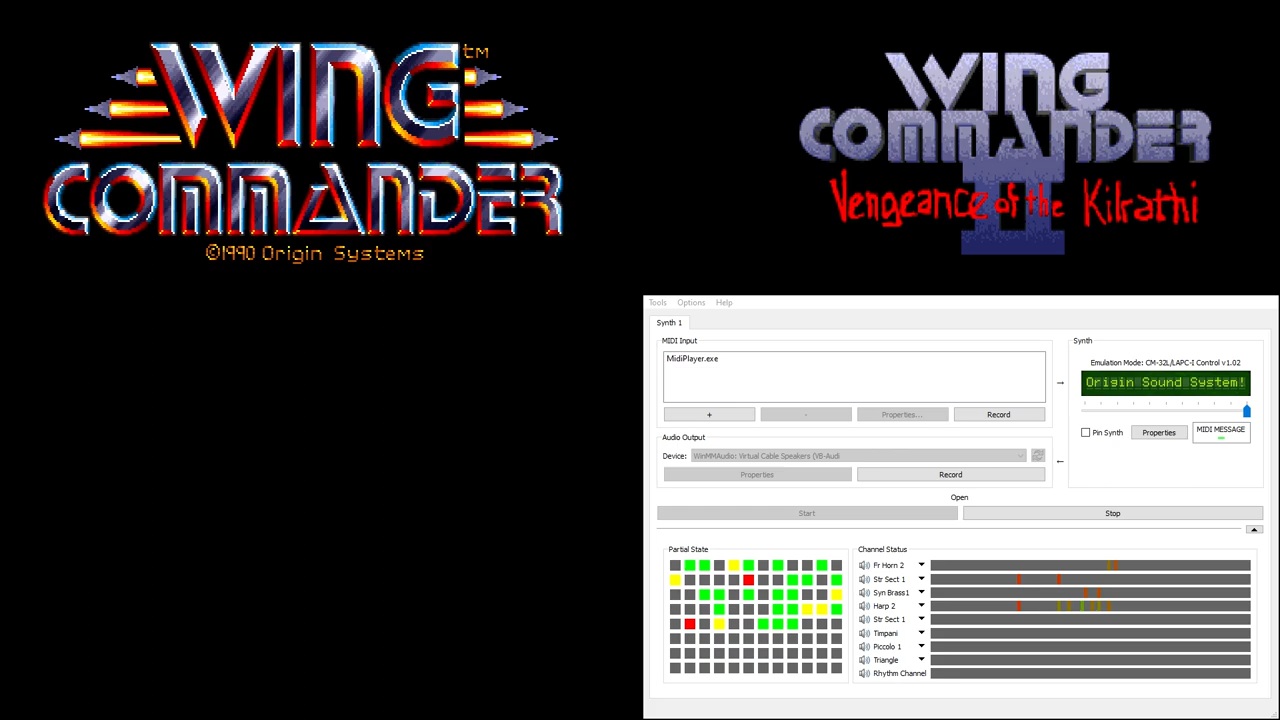 WING TM
COMMANDER
©1990 Origin Systems
WING
COMMANDER
II
Vengeance of the Kilrathi
Tools Options Help
Synth 1
MIDI Input
MidiPlayer.exe
+ - Properties... Record
Audio Output
Device: WinMMAudio: Virtual Cable Speakers (VB-Audi
Properties Record
Synth
Emulation Mode: CM-32L/LAPC-I Control v1.02
Origin Sound System!
Pin Synth Properties MIDI MESSAGE
Open
Start Stop
Partial State
Channel Status
Fr Horn 2
Str Sect 1
Syn Brass1
Harp 2
Str Sect 1
Timpani
Piccolo 1
Triangle
Rhythm Channel